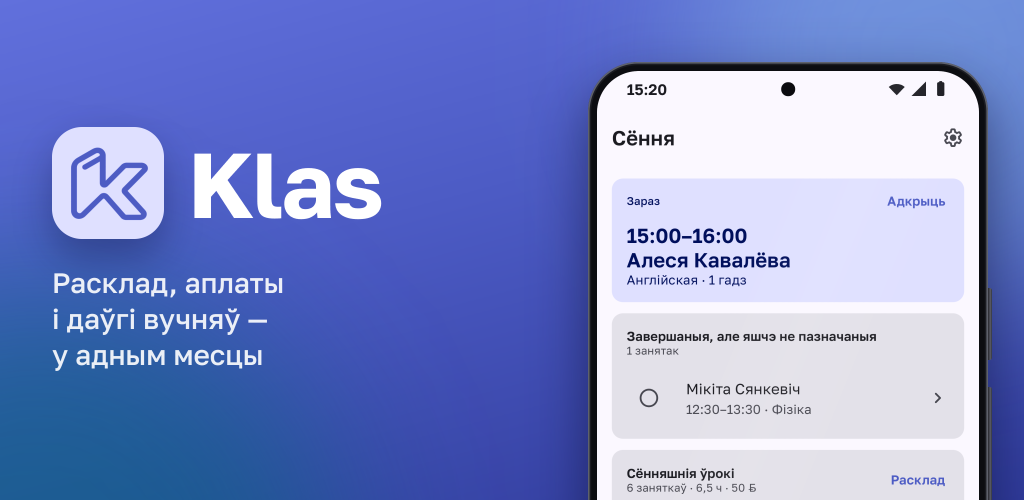 Klas
Расклад, аплаты
і даўгі вучняў —
у адным месцы
15:20
Сёння
Зараз
Адкрыць
15:00–16:00
Алеся Кавалёва
Англійская · 1 гадз
Завершаныя, але яшчэ не пазначаныя
1 занятак
Мікіта Сянкевіч
12:30–13:30 · Фізіка
Сённяшнія ўрокі
Расклад
6 заняткаў · 6,5 ч · 50 Б